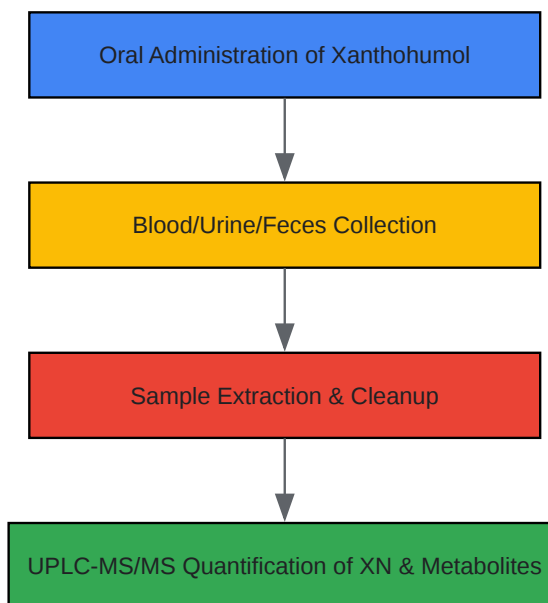 Oral Administration of Xanthohumol
Blood/Urine/Feces Collection
Sample Extraction & Cleanup
UPLC-MS/MS Quantification of XN & Metabolites